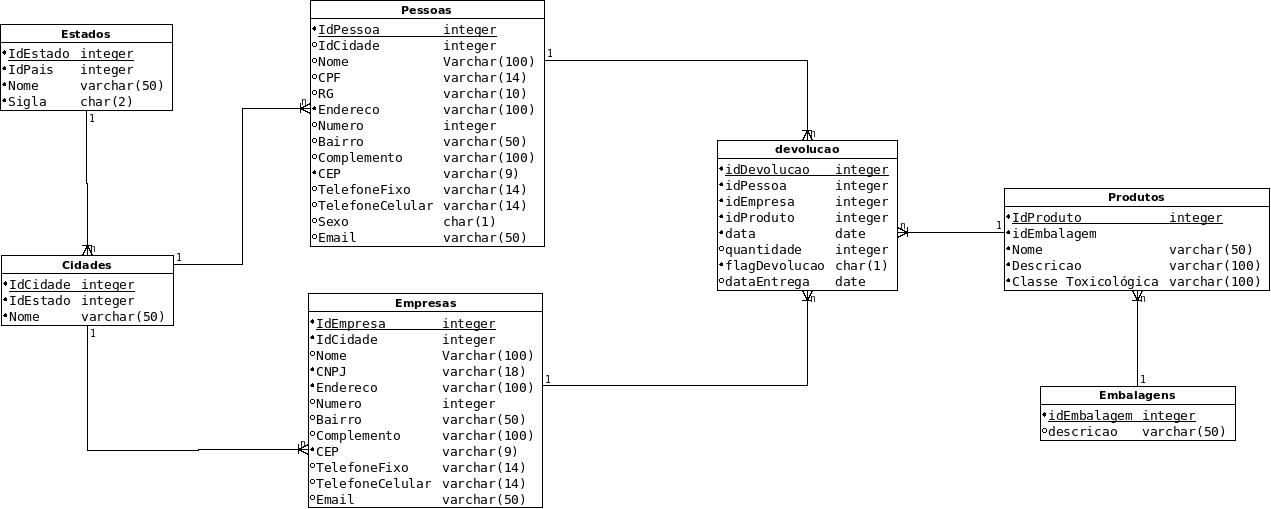 Estados
IdEstado integer
IdPais integer
Nome varchar(50)
Sigla char(2)
1
n
Cidades
IdCidade integer
IdEstado integer
Nome varchar(50)
1
1
Pessoas
IdPessoa integer
IdCidade integer
Nome Varchar(100)
CPF varchar(14)
RG varchar(10)
Endereco varchar(100)
Numero integer
Bairro varchar(50)
Complemento varchar(100)
CEP varchar(9)
TelefoneFixo varchar(14)
TelefoneCelular varchar(14)
Sexo char(1)
Email varchar(50)
n
1
Empresas
IdEmpresa integer
IdCidade integer
Nome Varchar(100)
CNPJ varchar(18)
Endereco varchar(100)
Numero integer
Bairro varchar(50)
Complemento varchar(100)
CEP varchar(9)
TelefoneFixo varchar(14)
TelefoneCelular varchar(14)
Email varchar(50)
n
1
n
devolucao
idDevolucao integer
idPessoa integer
idEmpresa integer
idProduto integer
data date
quantidade integer
flagDevolucao char(1)
dataEntrega date
n
n
1
Produtos
IdProduto integer
idEmbalagem
Nome varchar(50)
Descricao varchar(100)
Classe Toxicológica varchar(100)
n
1
Embalagens
idEmbalagem integer
descricao varchar(50)